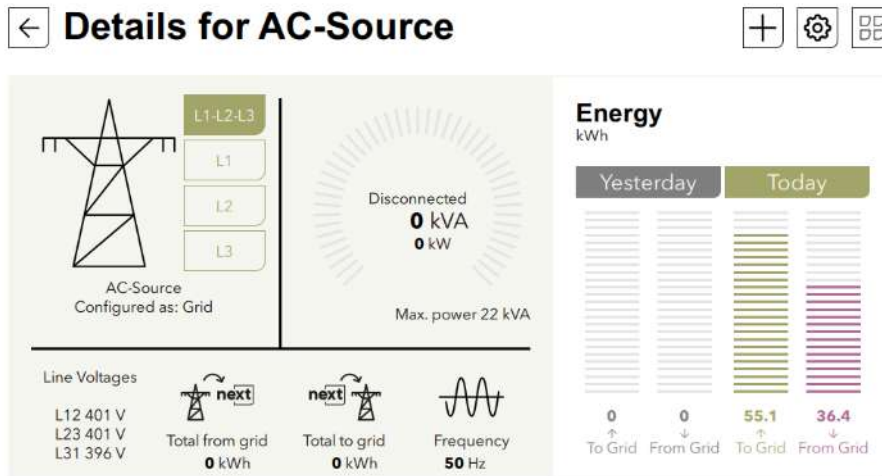 Details for AC-Source
L1-L2-L3
L1
L2
L3
AC-Source
Configured as: Grid
Disconnected
0 kVA
0 kW
Max. power 22 kVA
Line Voltages
L12 401 V
L23 401 V
L31 396 V
next
Total from grid
0 kWh
next
Total to grid
0 kWh
Frequency
50 Hz
Energy
kWh
Yesterday Today
0 0 55.1 36.4
To Grid From Grid To Grid From Grid